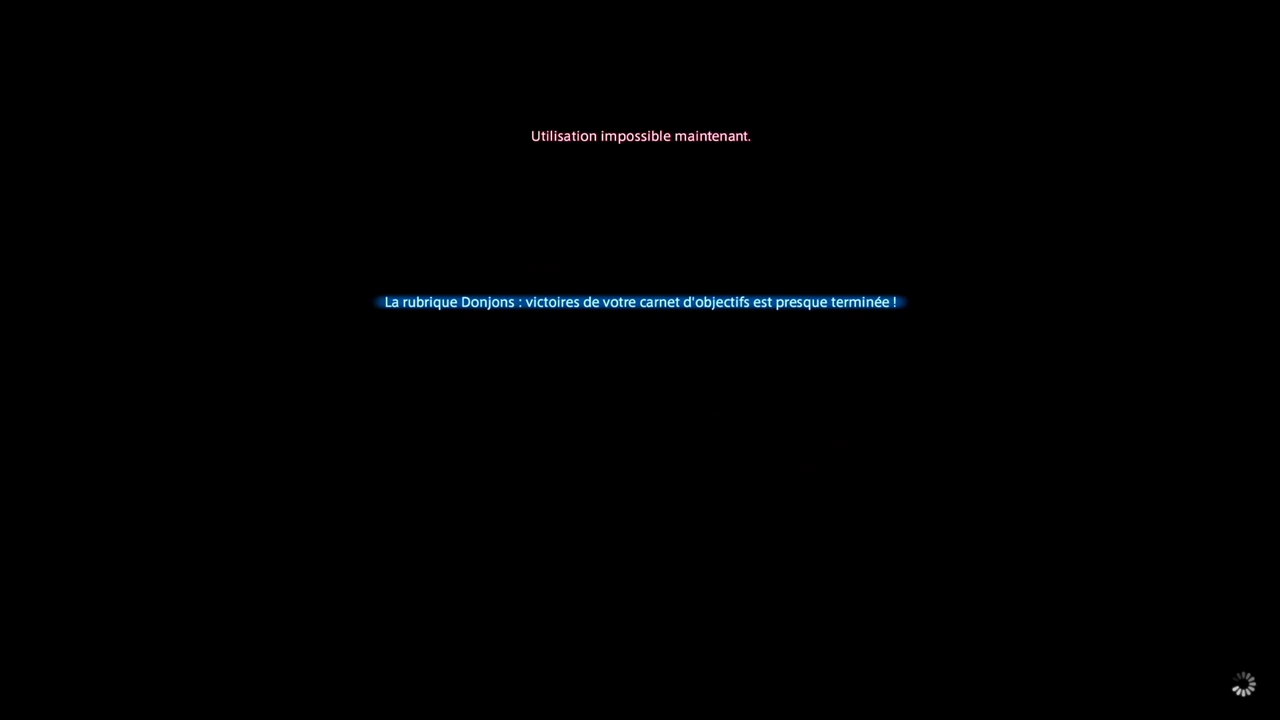 Utilisation impossible maintenant.
La rubrique Donjons : victoires de votre carnet d'objectifs est presque terminée !